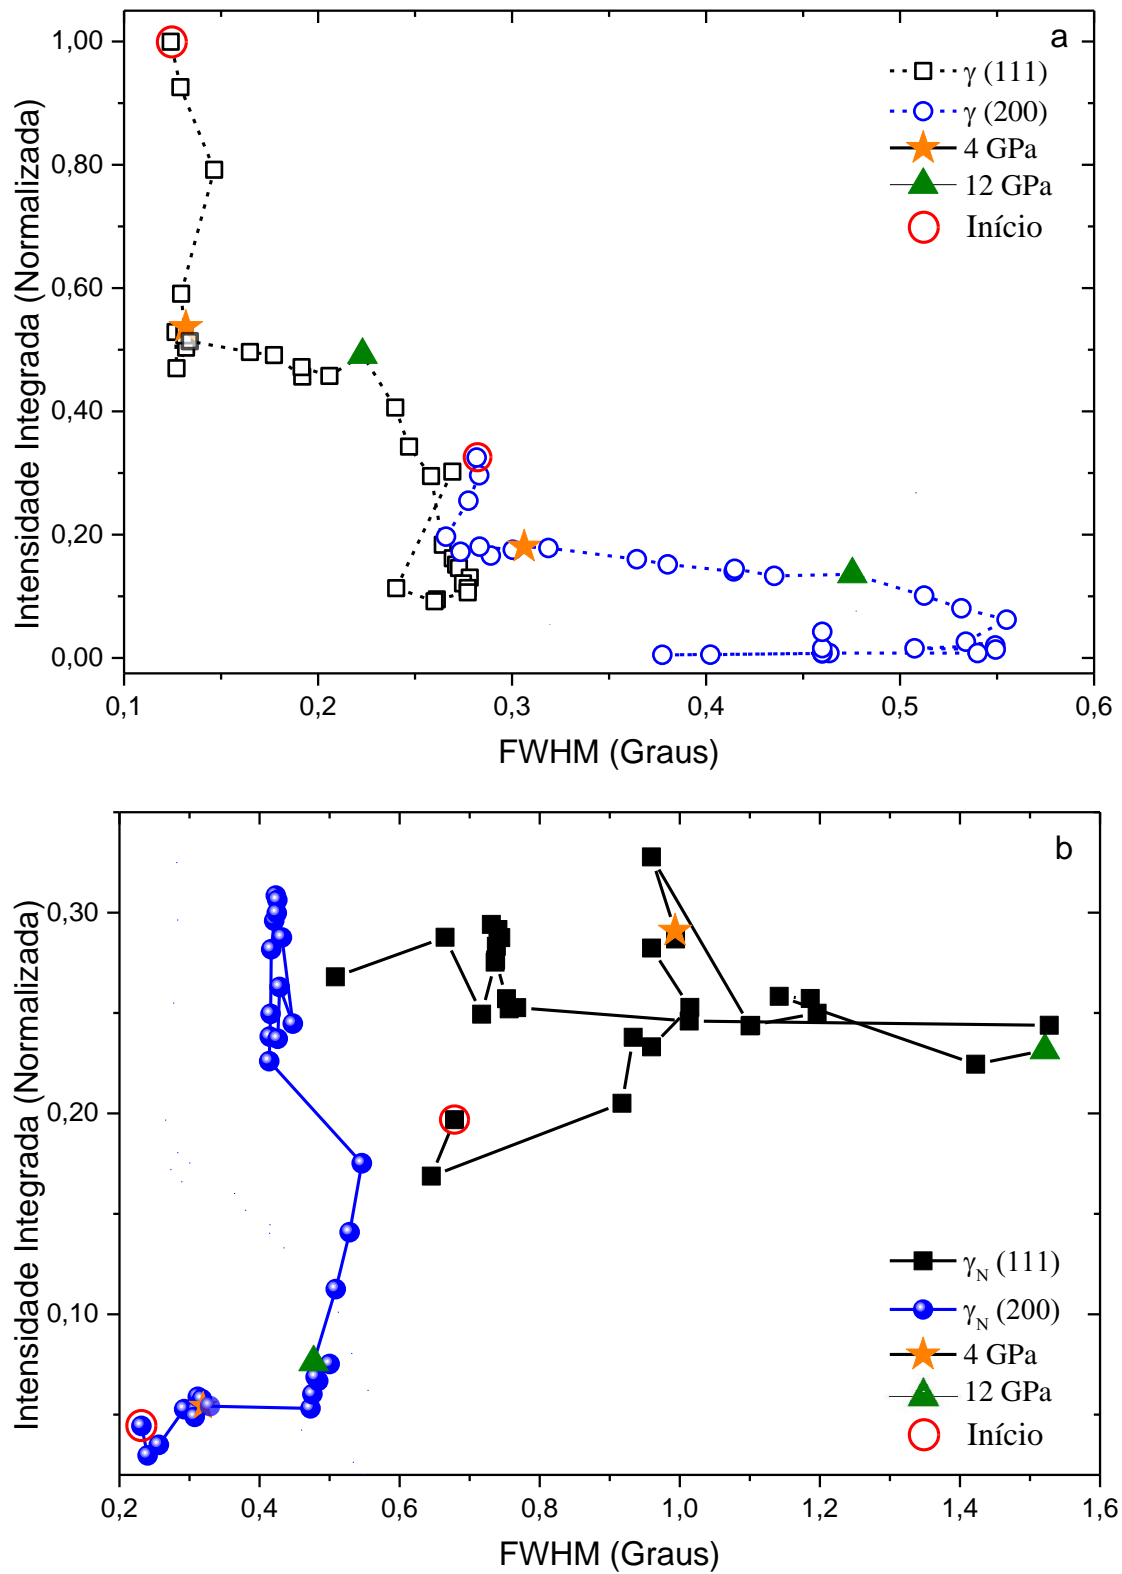 a
1,00
0,80
0,60
0,40
0,20
0,00
Intensidade Integrada (Normalizada)
γ (111)
γ (200)
4 GPa
12 GPa
Início
0,1 0,2 0,3 0,4 0,5 0,6
FWHM (Graus)
b
0,30
0,20
0,10
Intensidade Integrada (Normalizada)
γN (111)
γN (200)
4 GPa
12 GPa
Início
0,2 0,4 0,6 0,8 1,0 1,2 1,4 1,6
FWHM (Graus)